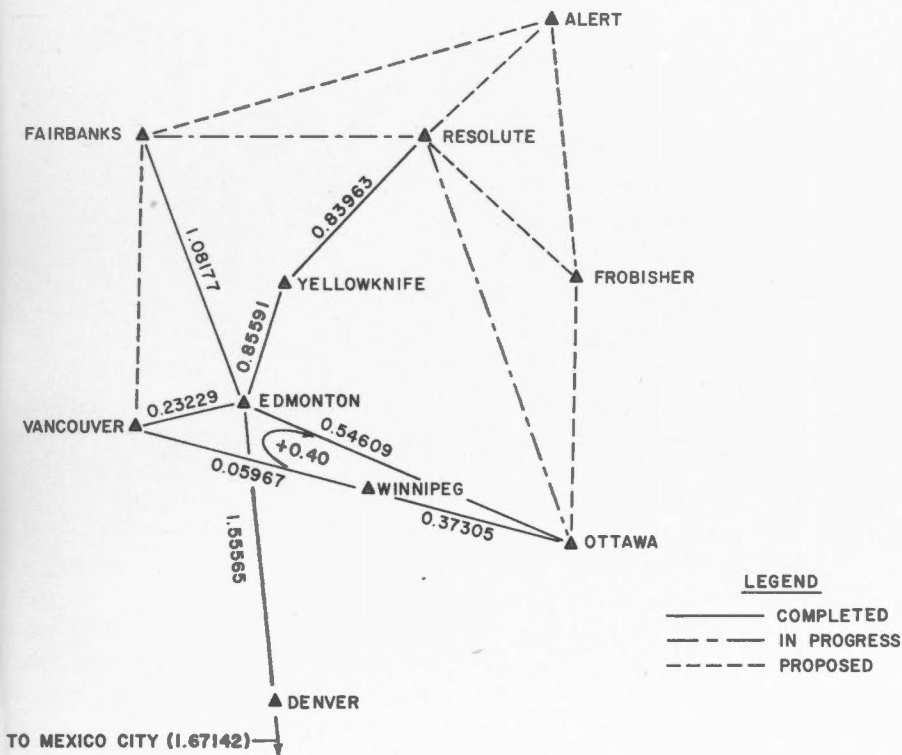 ALERT
FAIRBANKS
RESOLUTE
0.83963
1.08177
YELLOWKNIFE
FROBISHER
0.85591
0.23229
EDMONTON
VANCOUVER
0.54609
+0.40
0.05967
WINNIPEG
0.37305
OTTAWA
1.55565
LEGEND
COMPLETED
IN PROGRESS
PROPOSED
DENVER
TO MEXICO CITY (1.67142)